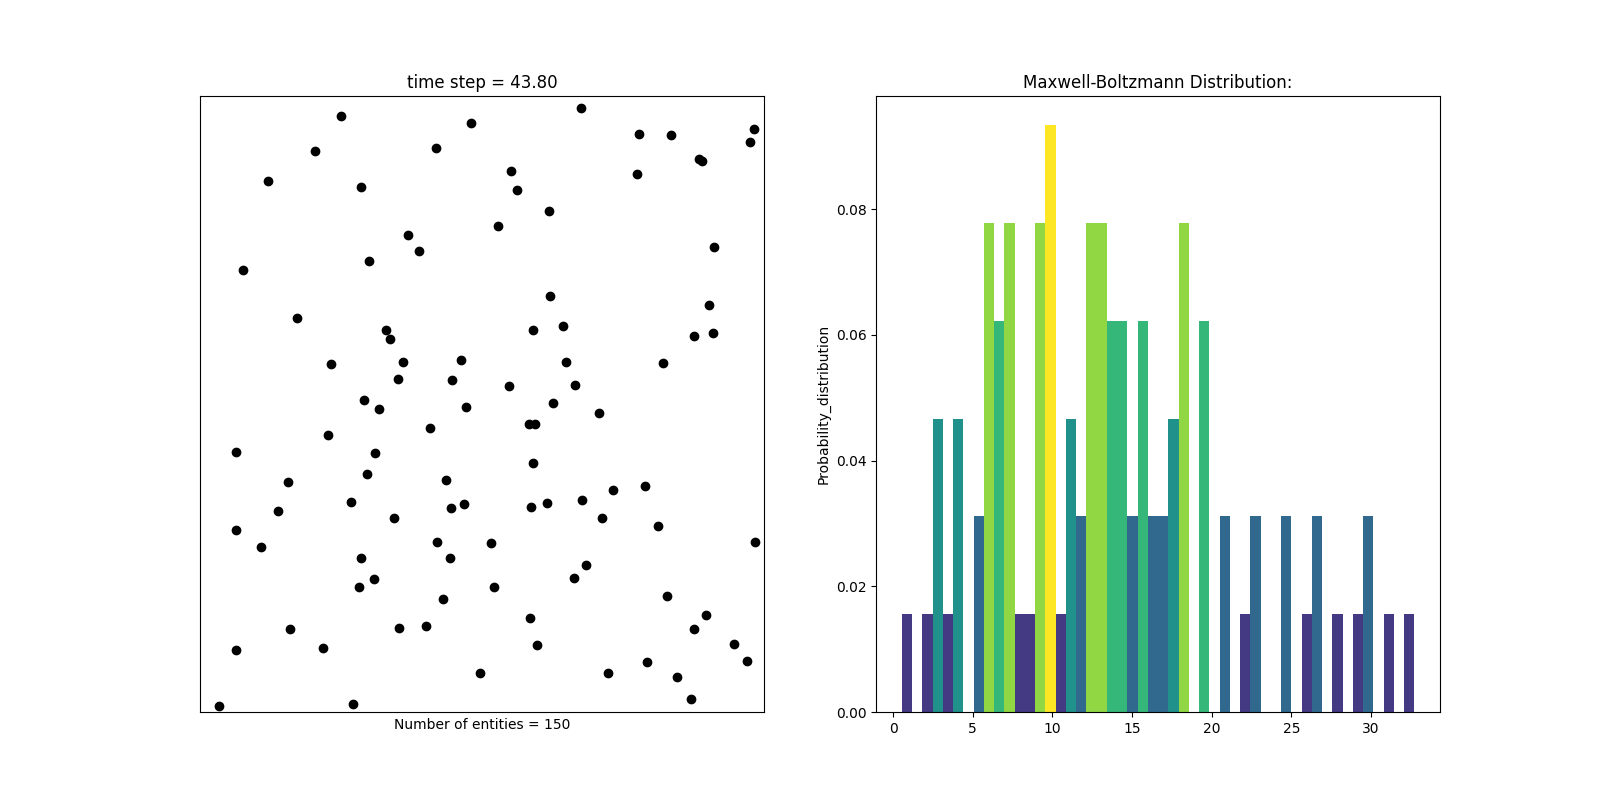 time step = 43.80
Number of entities = 150
Maxwell-Boltzmann Distribution:
Probability_distribution
0.08
0.06
0.04
0.02
0.00
0 5 10 15 20 25 30